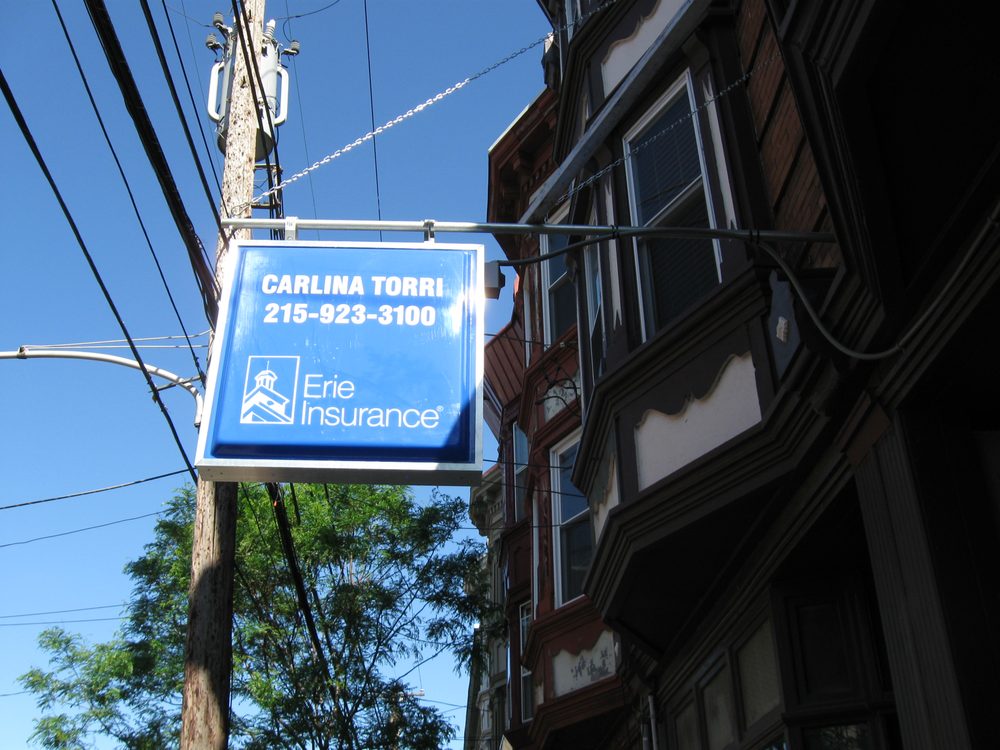 CARLINA TORRI
215-923-3100
Erie
Insurance®